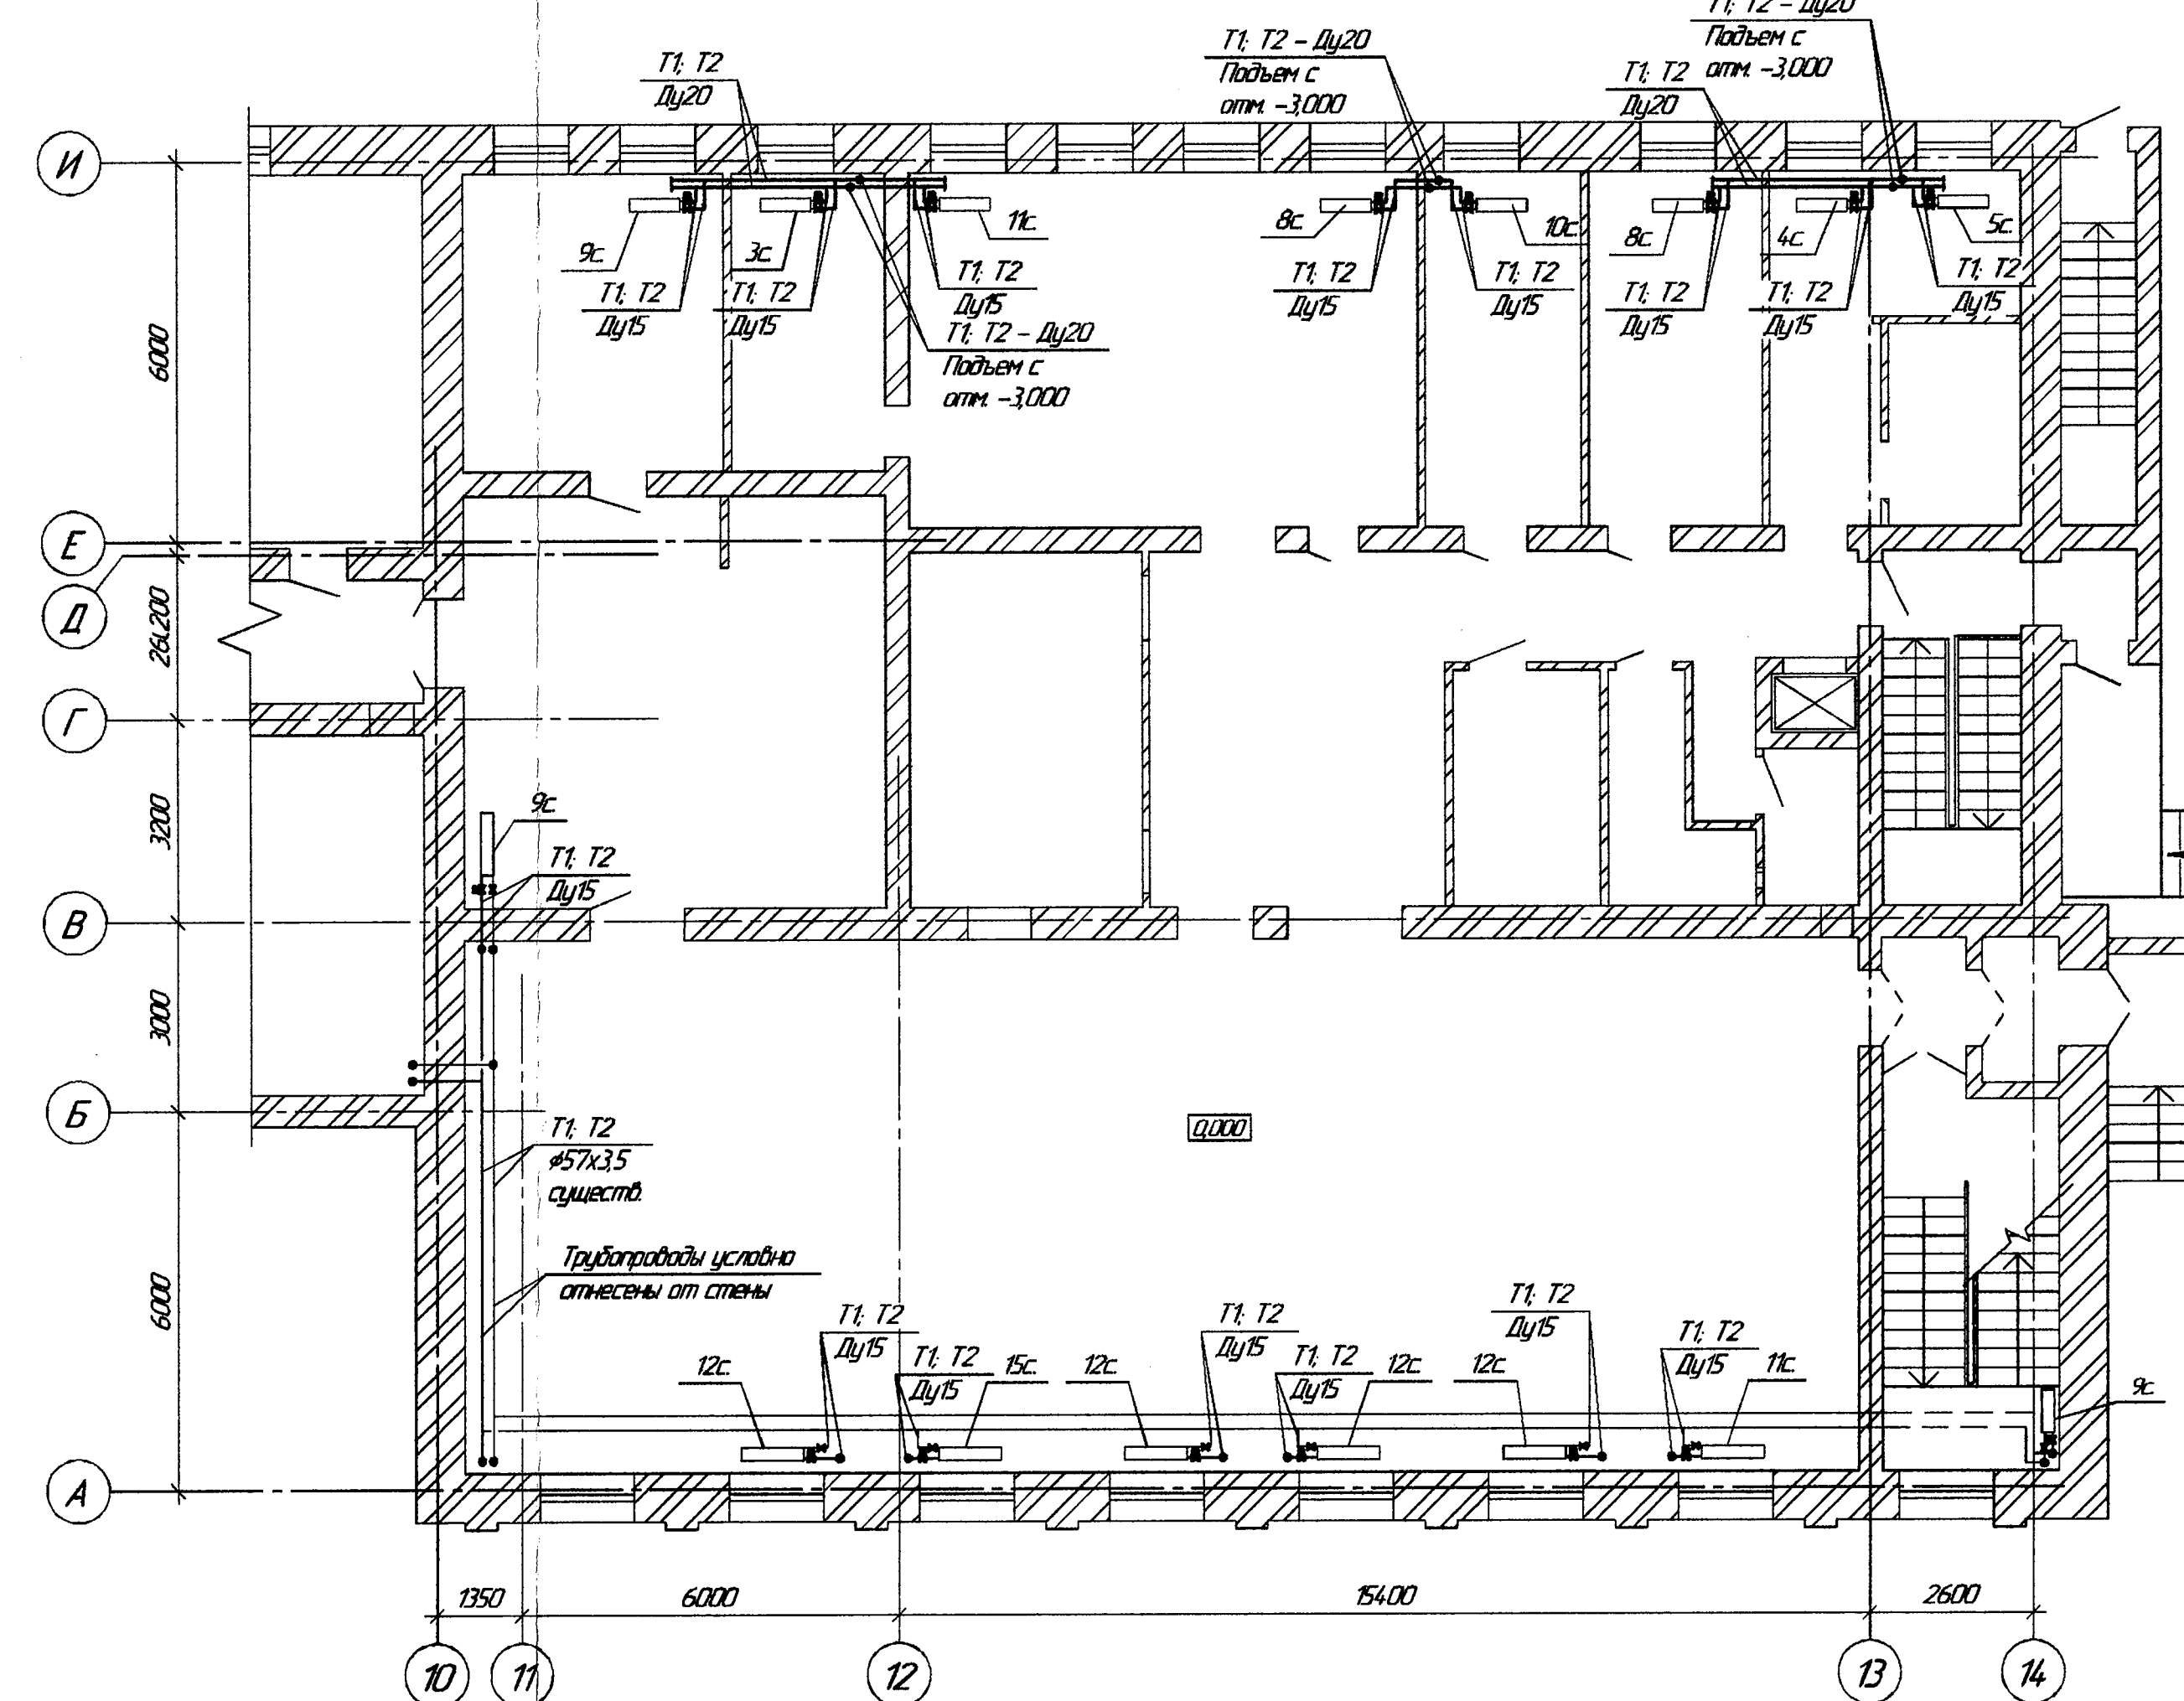 Т1; Т2
Ду20
Т1; Т2 – Ду20
Подъем с
отм. –3,000
Т1; Т2
Ду20
Т1; Т2 – Ду20
Подъем с
отм. –3,000
И
9с.
3с.
11с.
8с.
10с.
8с.
4с.
5с.
Т1; Т2
Ду15
Т1; Т2
Ду15
Т1; Т2
Ду15
Т1; Т2 – Ду20
Подъем с
отм. –3,000
Т1; Т2
Ду15
Т1; Т2
Ду15
Т1; Т2
Ду15
Т1; Т2
Ду15
Т1; Т2
Ду15
6000
Е
Д
200
Г
3200
9с.
Т1; Т2
Ду15
В
3000
Б
0,000
Т1; Т2
ϕ57х3,5
существ.
Трубопроводы условно
отнесены от стены
6000
12с.
Т1; Т2
Ду15
Т1; Т2
Ду15
15с.
12с.
Т1; Т2
Ду15
Т1; Т2
Ду15
12с.
12с.
Т1; Т2
Ду15
Т1; Т2
Ду15
11с.
9с.
А
1350
6000
15400
2600
10
11
12
13
14